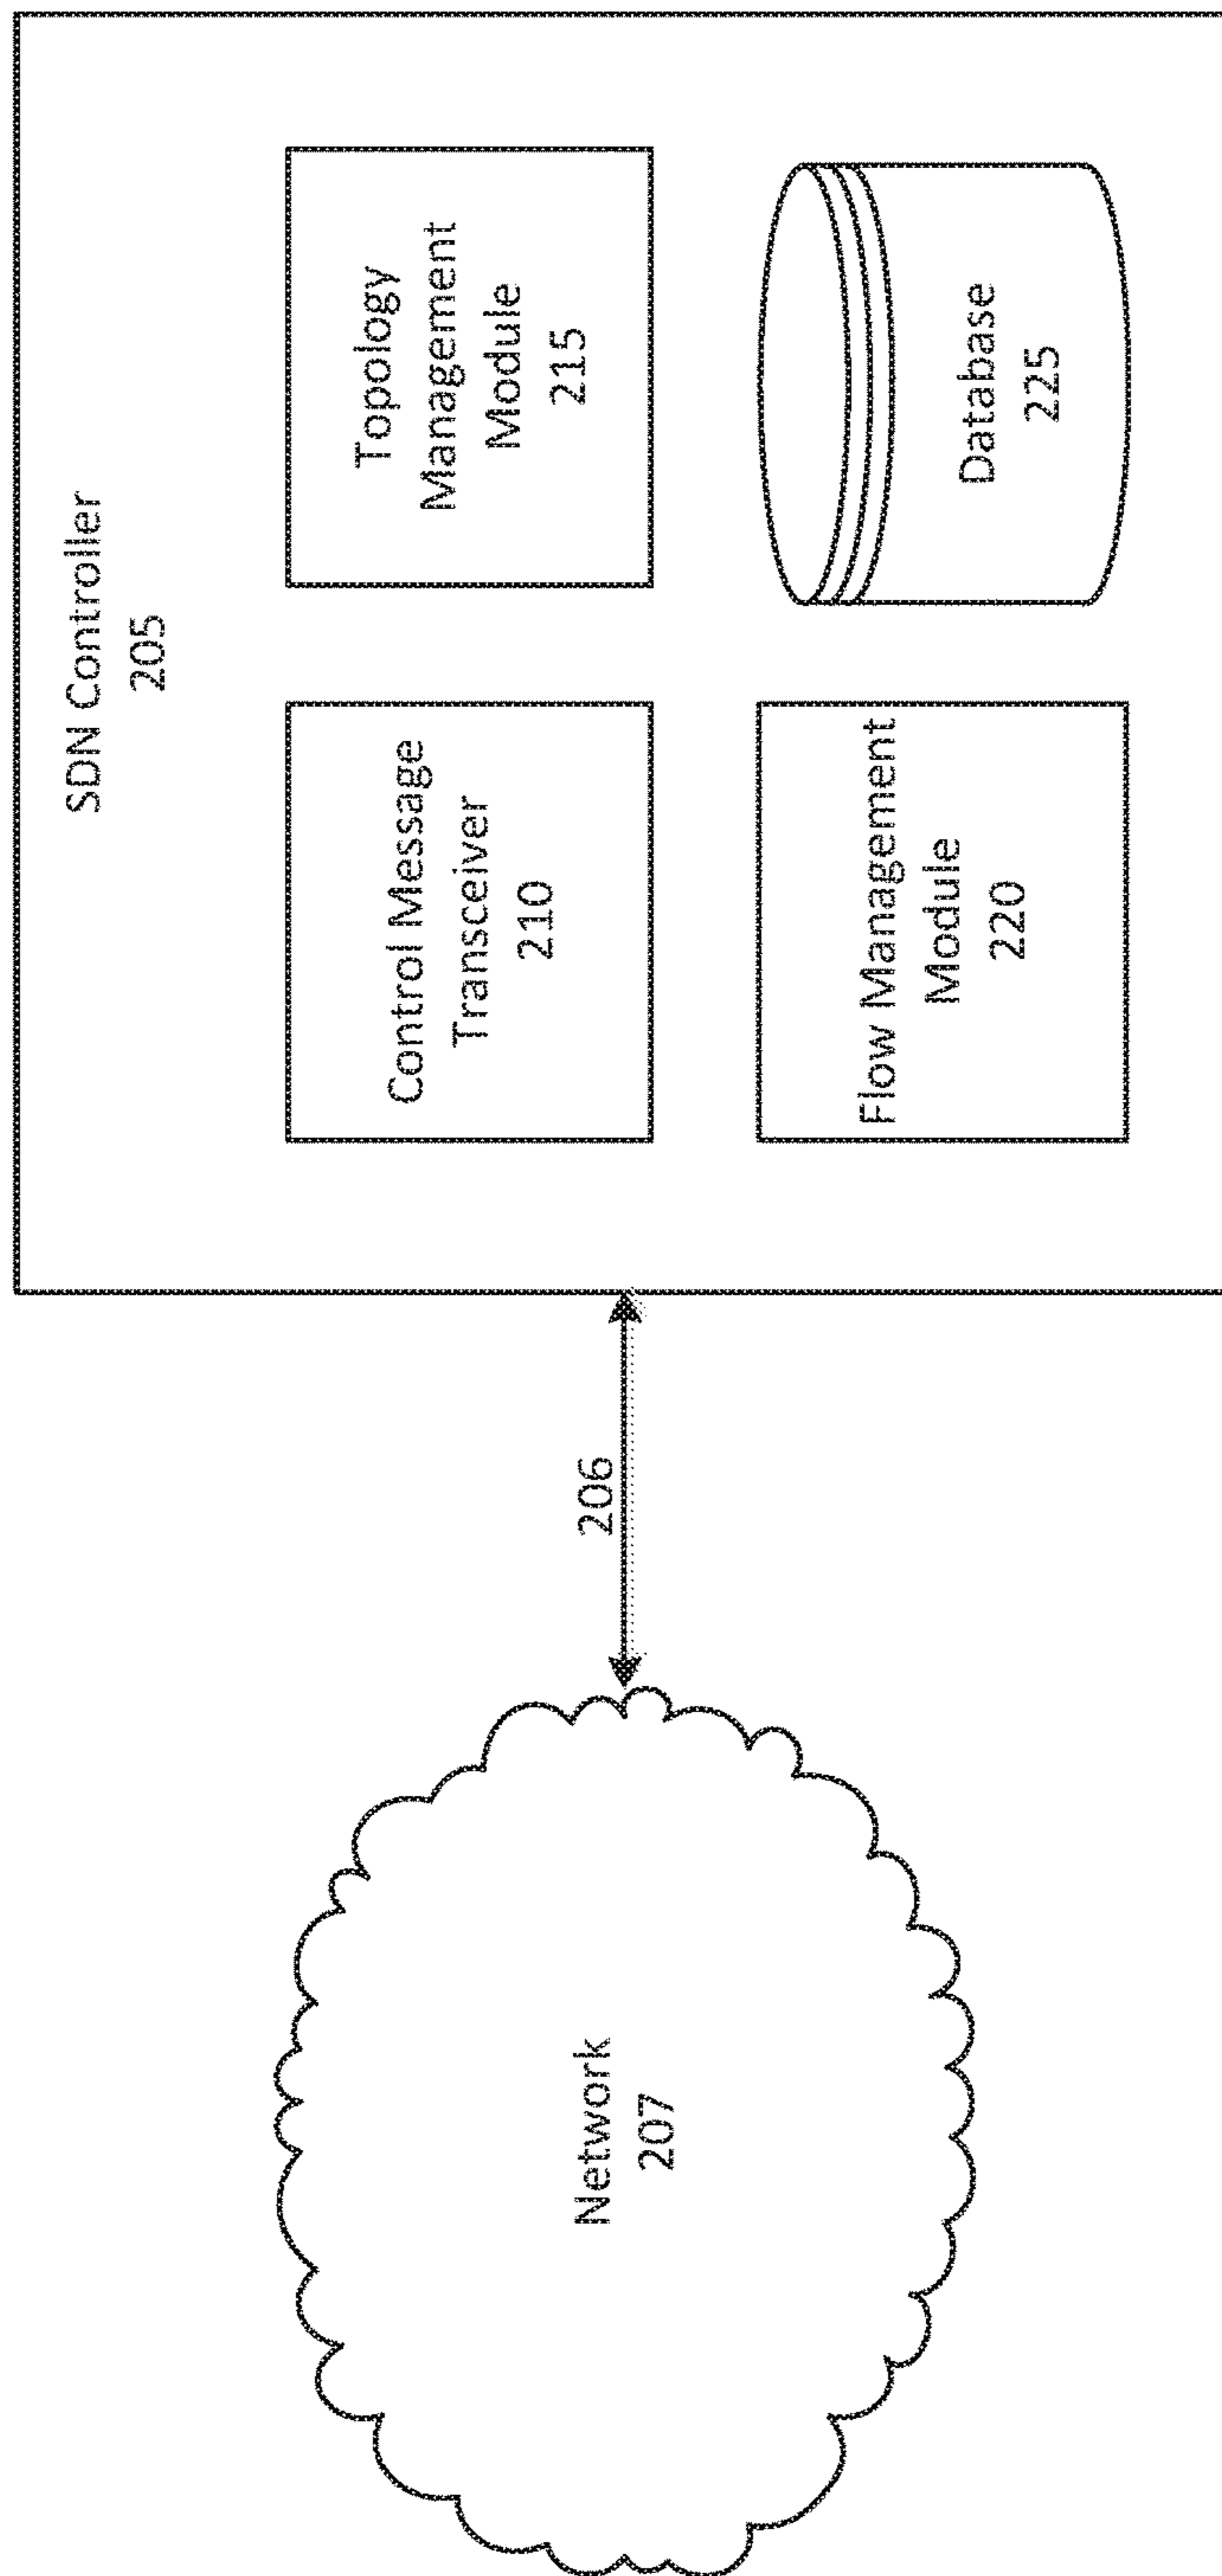 SDN Controller
205
Control Message
Transceiver
210
Topology
Management
Module
215
Flow Management
Module
220
Database
225
206
Network
207